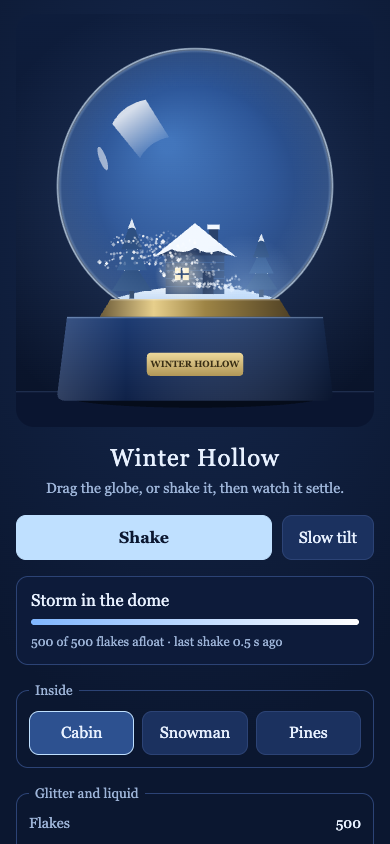 WINTER HOLLOW
Winter Hollow
Drag the globe, or shake it, then watch it settle.
Shake
Slow tilt
Storm in the dome
500 of 500 flakes afloat · last shake 0.5 s ago
Inside
Cabin
Snowman
Pines
Glitter and liquid
Flakes
500